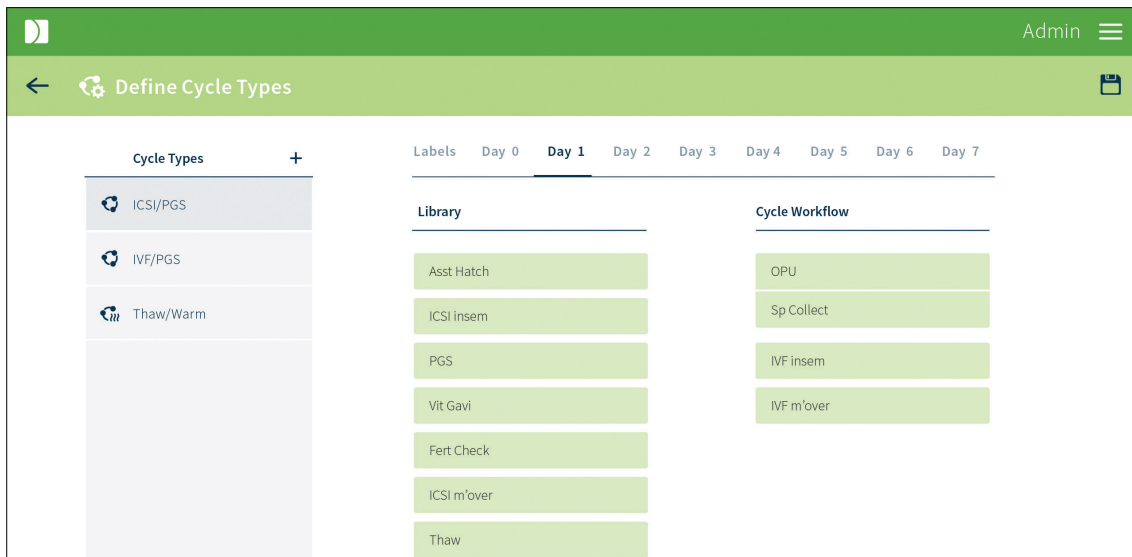 Admin
Define Cycle Types
Cycle Types +
ICSI/PGS
IVF/PGS
Thaw/Warm
Labels Day 0 Day 1 Day 2 Day 3 Day 4 Day 5 Day 6 Day 7
Library
Asst Hatch
ICSI insem
PGS
Vit Gavi
Fert Check
ICSI m’over
Thaw
Cycle Workflow
OPU
Sp Collect
IVF insem
IVF m’over